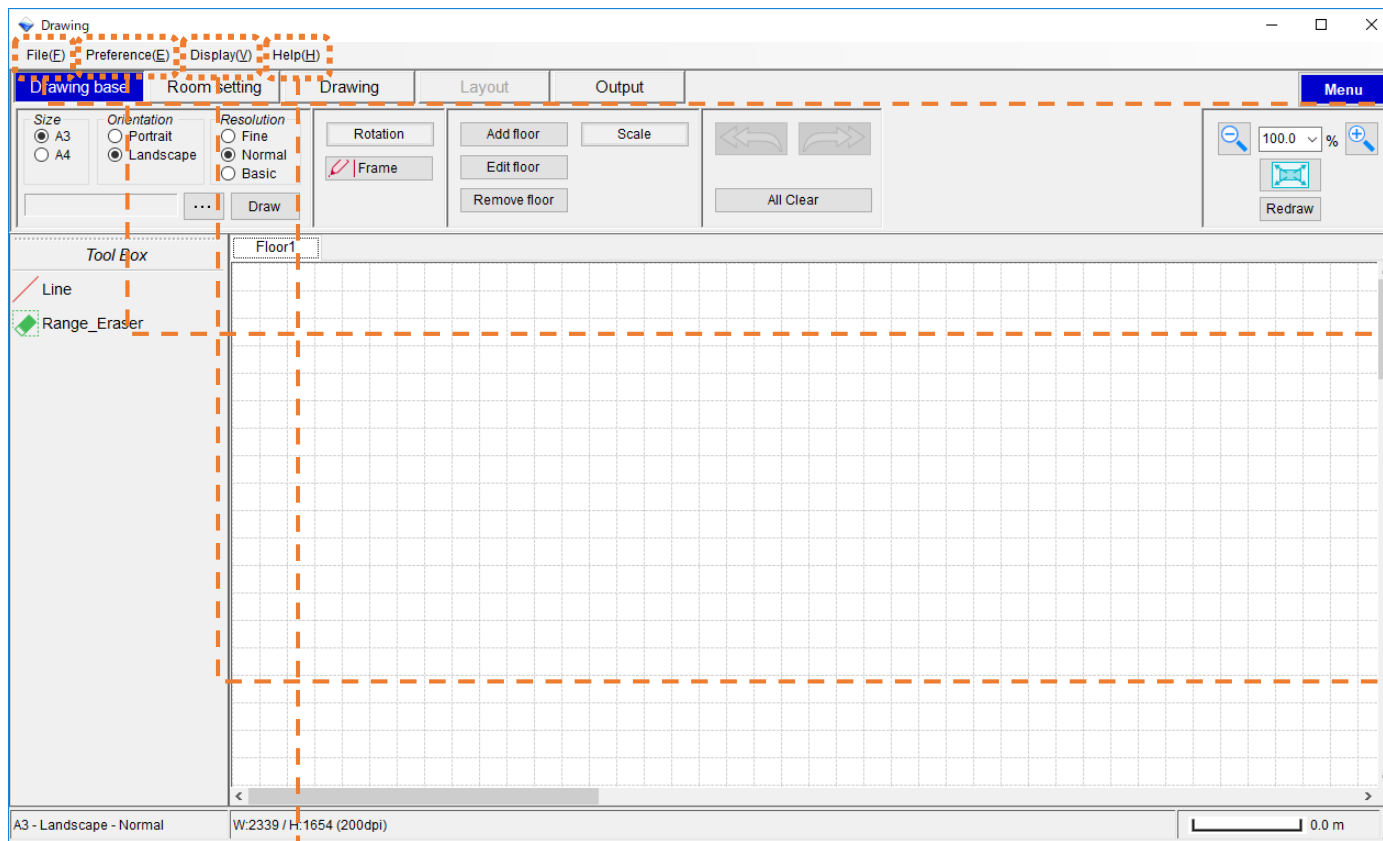 Drawing
File(F) Preference(E) Display(V) Help(H)
Drawing base Room setting Drawing Layout Output Menu
Size Orientation Resolution
A3 Portrait Fine Rotation Add floor Scale 100.0 %
A4 Landscape Normal Frame Edit floor
Basic
... Draw Remove floor All Clear Redraw
Tool Box Floor1
Line
Range_Eraser
A3 - Landscape - Normal W:2339 / H:1654 (200dpi) 0.0 m